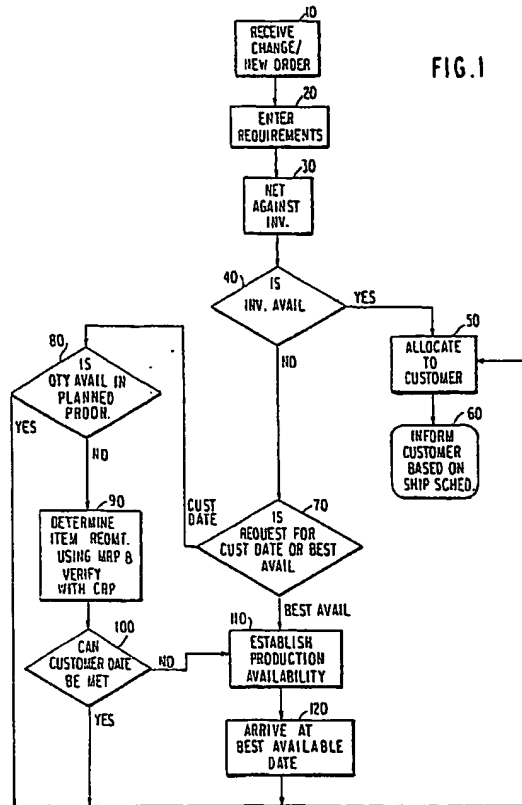 10
RECEIVE
CHANGE/
NEW ORDER
FIG.1
20
ENTER
REQUIREMENTS
30
NET
AGAINST
INV.
40
IS
INV. AVAIL
YES
NO
50
ALLOCATE
TO
CUSTOMER
60
INFORM
CUSTOMER
BASED ON
SHIP SCHED.
80
IS
QTY AVAIL IN
PLANNED
PRODN.
YES
NO
CUST
DATE
70
IS
REQUEST FOR
CUST DATE OR BEST
AVAIL
BEST AVAIL
90
DETERMINE
ITEM REQMT.
USING MRP &
VERIFY
WITH CRP
100
CAN
CUSTOMER DATE
BE MET
NO
YES
110
ESTABLISH
PRODUCTION
AVAILABILITY
120
ARRIVE AT
BEST AVAILABLE
DATE